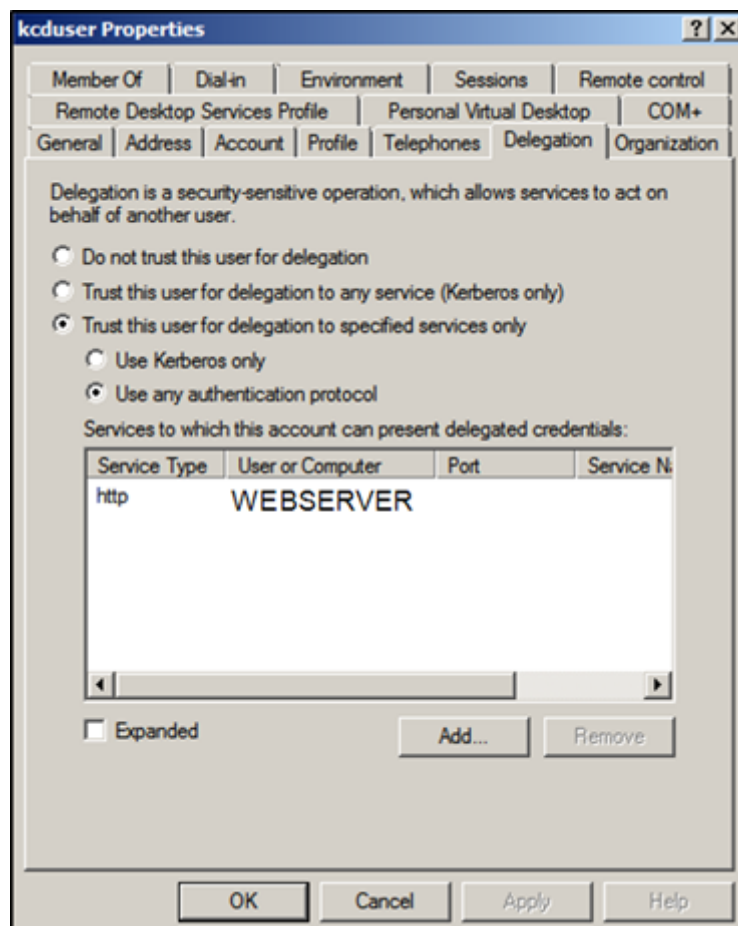 kcduser Properties
Member Of Dial-in Environment Sessions Remote control
Remote Desktop Services Profile Personal Virtual Desktop COM+
General Address Account Profile Telephones Delegation Organization
Delegation is a security-sensitive operation, which allows services to act on
behalf of another user.
Do not trust this user for delegation
Trust this user for delegation to any service (Kerberos only)
Trust this user for delegation to specified services only
Use Kerberos only
Use any authentication protocol
Services to which this account can present delegated credentials:
Service Type User or Computer Port Service Na
http WEBSERVER
Expanded Add... Remove
OK Cancel Apply Help